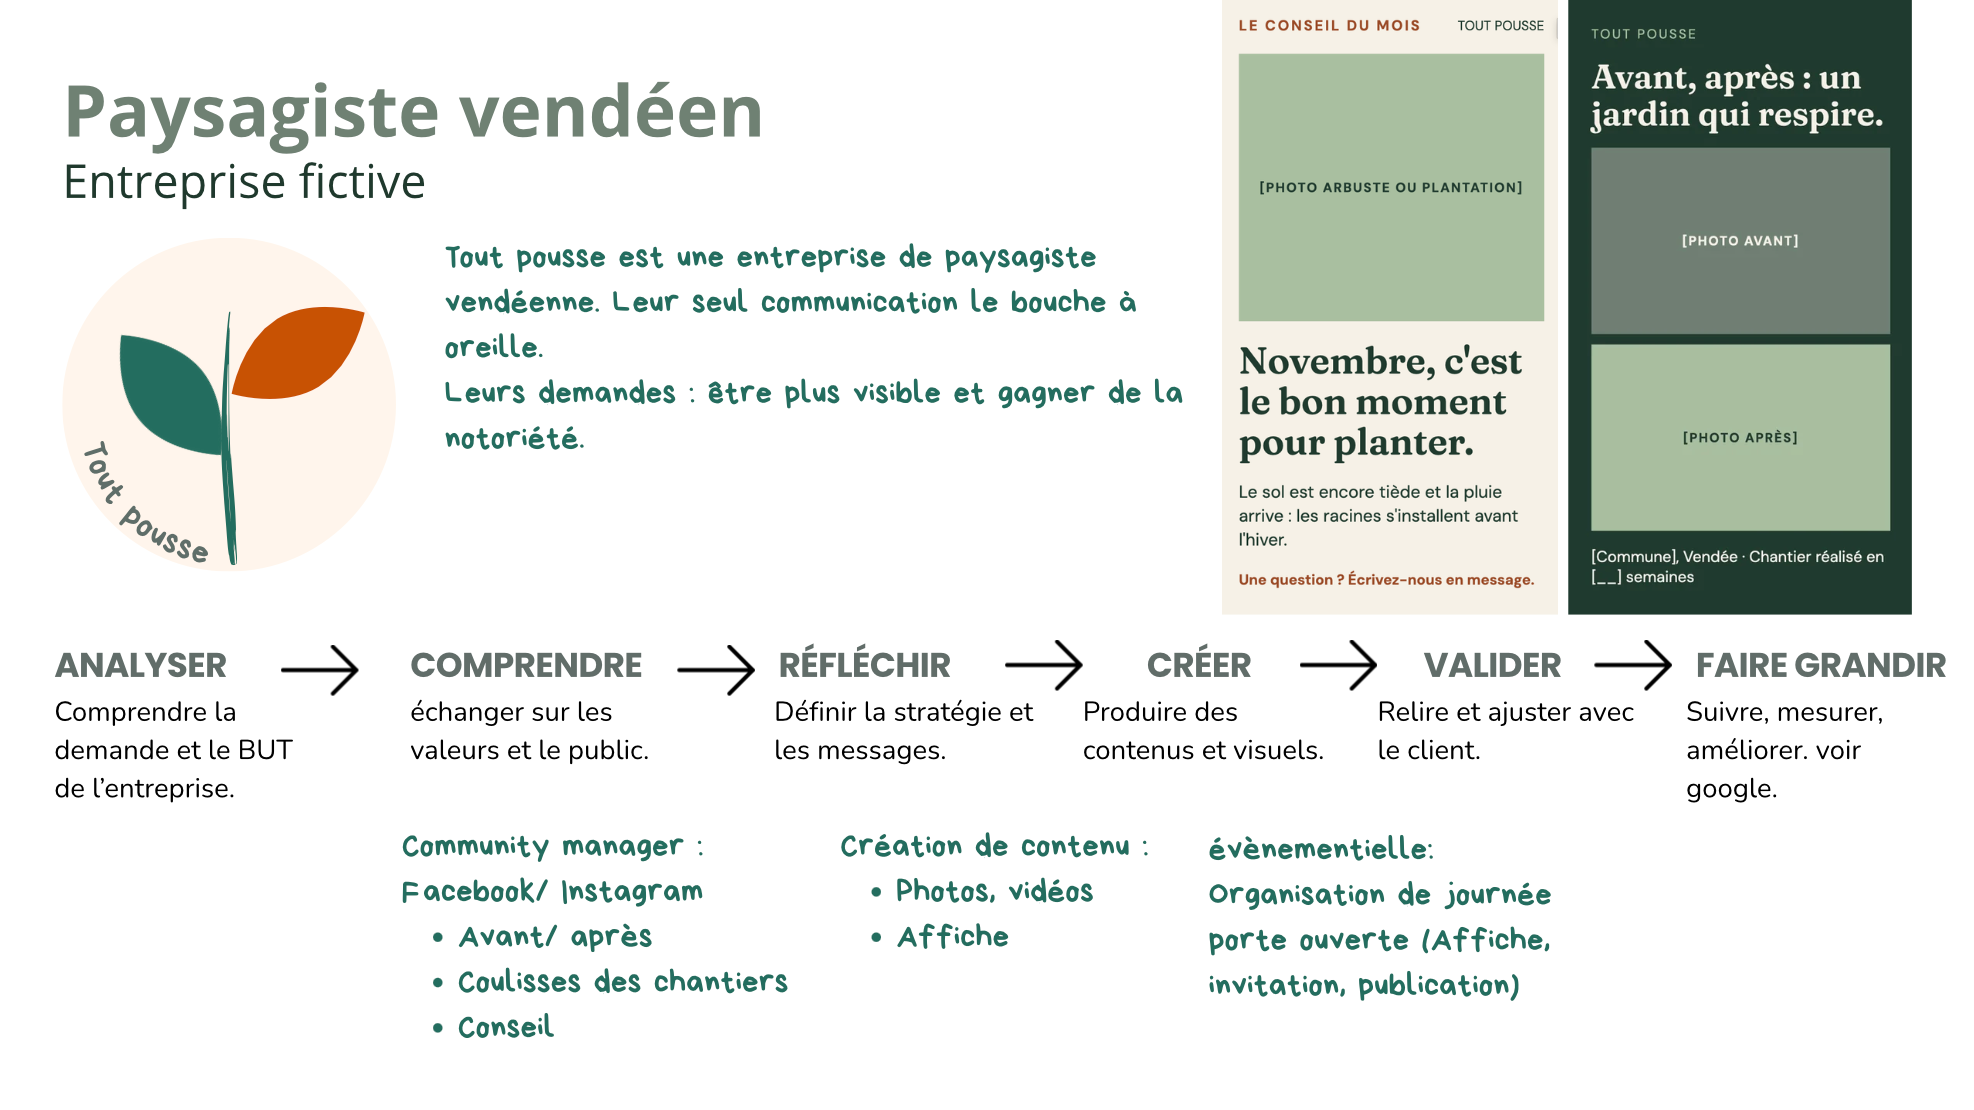 Paysagiste vendéen
Entreprise fictive
Tout pousse
Tout pousse est une entreprise de paysagiste
vendéenne. Leur seul communication le bouche à
oreille.
Leurs demandes : être plus visible et gagner de la
notoriété.
LE CONSEIL DU MOIS
TOUT POUSSE
[PHOTO ARBUSTE OU PLANTATION]
Novembre, c'est
le bon moment
pour planter.
Le sol est encore tiède et la pluie
arrive : les racines s'installent avant
l'hiver.
Une question ? Écrivez-nous en message.
TOUT POUSSE
Avant, après : un
jardin qui respire.
[PHOTO AVANT]
[PHOTO APRÈS]
[Commune], Vendée · Chantier réalisé en
[__] semaines
ANALYSER
Comprendre la
demande et le BUT
de l’entreprise.
COMPRENDRE
échanger sur les
valeurs et le public.
RÉFLÉCHIR
Définir la stratégie et
les messages.
CRÉER
Produire des
contenus et visuels.
VALIDER
Relire et ajuster avec
le client.
FAIRE GRANDIR
Suivre, mesurer,
améliorer. voir
google.
Community manager :
Facebook/ Instagram
• Avant/ après
• Coulisses des chantiers
• Conseil
Création de contenu :
• Photos, vidéos
• Affiche
évènementielle:
Organisation de journée
porte ouverte (Affiche,
invitation, publication)